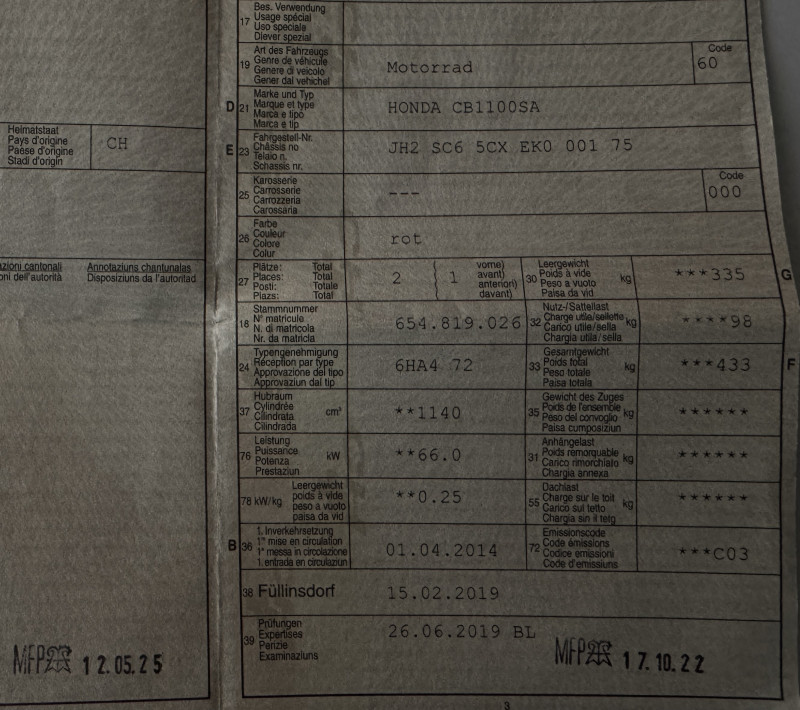 Heimatstaat
Pays d'origine
Paese d'origine
Stadi d'origin
CH
zioni cantonali
oni dell'autorità
Annotaziuns chantunalas
Disposiziuns da l'autoritad
MFP 12.05.25
17
Bes. Verwendung
Usage spécial
Uso speciale
Diever spezial
19
Art des Fahrzeugs
Genre de véhicule
Genere di veicolo
Gener dal vehichel
Motorrad
Code
60
D 21
Marke und Typ
Marque et type
Marca e tipo
Marca e tip
HONDA CB1100SA
E 23
Fahrgestell-Nr.
Châssis no
Telaio n.
Schassis nr.
JH2 SC6 5CX EK0 001 75
25
Karosserie
Carrosserie
Carrozzeria
Carossaria
---
Code
000
26
Farbe
Couleur
Colore
Colur
rot
27
Plätze: Total
Places: Total
Posti: Totale
Plazs: Total
2
( 1
vorne)
avant)
anteriori)
davant)
30
Leergewicht
Poids à vide
Peso a vuoto
Paisa da vid
kg
***335
G
18
Stammnummer
N° matricule
N. di matricola
Nr. da matricla
654.819.026
32
Nutz-/Sattellast
Charge utile/sellette
Carico utile/sella
Chargia utila/sella
kg
****98
24
Typengenehmigung
Réception par type
Approvazione del tipo
Approvaziun dal tip
6HA4 72
33
Gesamtgewicht
Poids total
Peso totale
Paisa totala
kg
***433
F
37
Hubraum
Cylindrée
Cilindrata
Cilindrada
cm³
**1140
35
Gewicht des Zuges
Poids de l'ensemble
Peso del convoglio
Paisa cumposiziun
kg
******
76
Leistung
Puissance
Potenza
Prestaziun
kW
**66.0
31
Anhängelast
Poids remorquable
Carico rimorchiato
Chargia annexa
kg
******
78 kW/kg
Leergewicht
poids à vide
peso a vuoto
paisa da vid
**0.25
55
Dachlast
Charge sur le toit
Carico sul tetto
Chargia sin il tetg
kg
******
B 36
1. Inverkehrsetzung
1re mise en circulation
1a messa in circolazione
1. entrada en circulaziun
01.04.2014
72
Emissionscode
Code émissions
Codice emissioni
Code d'emissiuns
***C03
38 Füllinsdorf
15.02.2019
39
Prüfungen
Expertises
Perizie
Examinaziuns
26.06.2019 BL
MFP 17.10.22
3